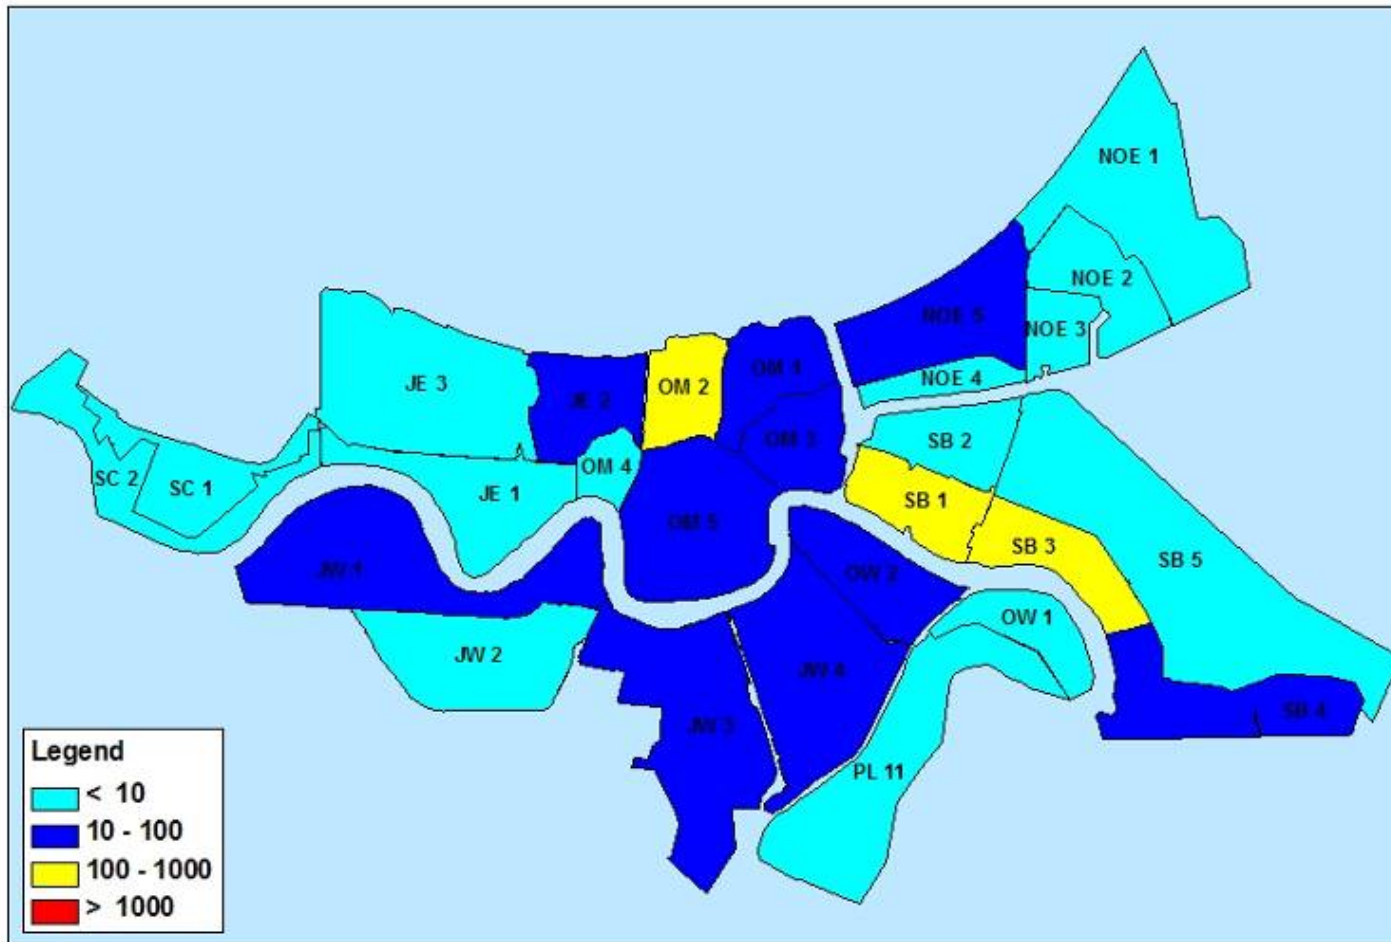 NOE 1
NOE 2
NOE 5
NOE 3
OM 1
NOE 4
JE 3
OM 2
JE 2
OM 3
SB 2
OM 4
SC 2
SC 1
JE 1
SB 1
OM 5
SB 3
SB 5
JW 1
OW 2
OW 1
JW 2
JW 4
SB 4
JW 3
PL 11
Legend
< 10
10 - 100
100 - 1000
> 1000